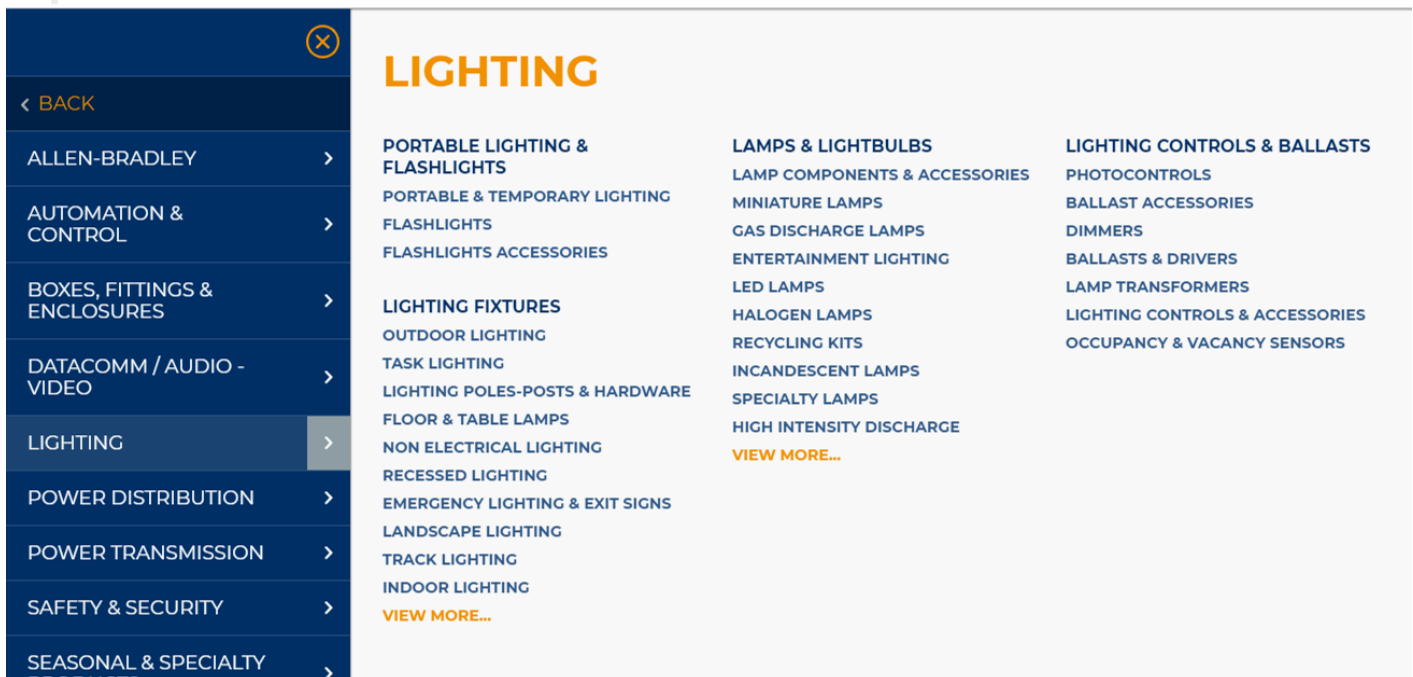 BACK
ALLEN-BRADLEY
AUTOMATION &
CONTROL
BOXES, FITTINGS &
ENCLOSURES
DATACOMM / AUDIO -
VIDEO
LIGHTING
POWER DISTRIBUTION
POWER TRANSMISSION
SAFETY & SECURITY
SEASONAL & SPECIALTY
LIGHTING
PORTABLE LIGHTING &
FLASHLIGHTS
PORTABLE & TEMPORARY LIGHTING
FLASHLIGHTS
FLASHLIGHTS ACCESSORIES
LIGHTING FIXTURES
OUTDOOR LIGHTING
TASK LIGHTING
LIGHTING POLES-POSTS & HARDWARE
FLOOR & TABLE LAMPS
NON ELECTRICAL LIGHTING
RECESSED LIGHTING
EMERGENCY LIGHTING & EXIT SIGNS
LANDSCAPE LIGHTING
TRACK LIGHTING
INDOOR LIGHTING
VIEW MORE...
LAMPS & LIGHTBULBS
LAMP COMPONENTS & ACCESSORIES
MINIATURE LAMPS
GAS DISCHARGE LAMPS
ENTERTAINMENT LIGHTING
LED LAMPS
HALOGEN LAMPS
RECYCLING KITS
INCANDESCENT LAMPS
SPECIALTY LAMPS
HIGH INTENSITY DISCHARGE
VIEW MORE...
LIGHTING CONTROLS & BALLASTS
PHOTOCONTROLS
BALLAST ACCESSORIES
DIMMERS
BALLASTS & DRIVERS
LAMP TRANSFORMERS
LIGHTING CONTROLS & ACCESSORIES
OCCUPANCY & VACANCY SENSORS